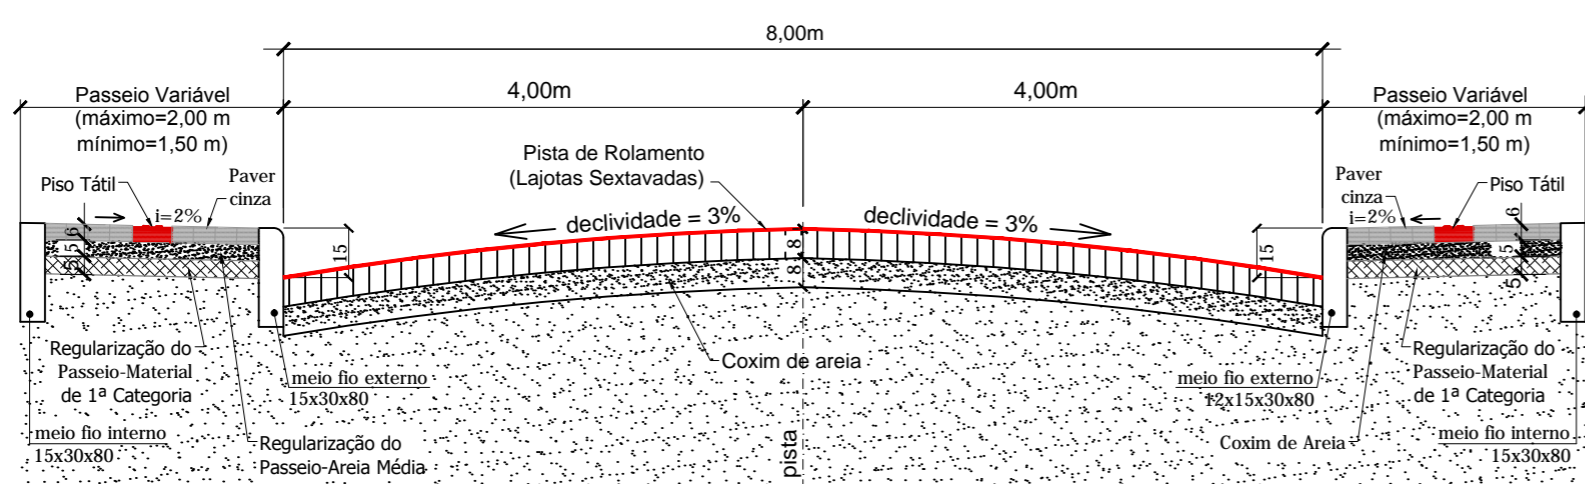 8,00m
Passeio Variável
(máximo=2,00 m
mínimo=1,50 m)
4,00m
4,00m
Passeio Variável
(máximo=2,00 m
mínimo=1,50 m)
Pista de Rolamento
(Lajotas Sextavadas)
Piso Tátil
Paver
cinza
i=2%
Paver
cinza
i=2%
Piso Tátil
declividade = 3%
declividade = 3%
6
5
5
15
8
8
15
6
5
5
Coxim de areia
Regularização do
Passeio-Material
de 1ª Categoria
meio fio externo
15x30x80
meio fio interno
15x30x80
Regularização do
Passeio-Areia Média
pista
meio fio externo
12x15x30x80
Regularização do
Passeio-Material
de 1ª Categoria
Coxim de Areia
meio fio interno
15x30x80